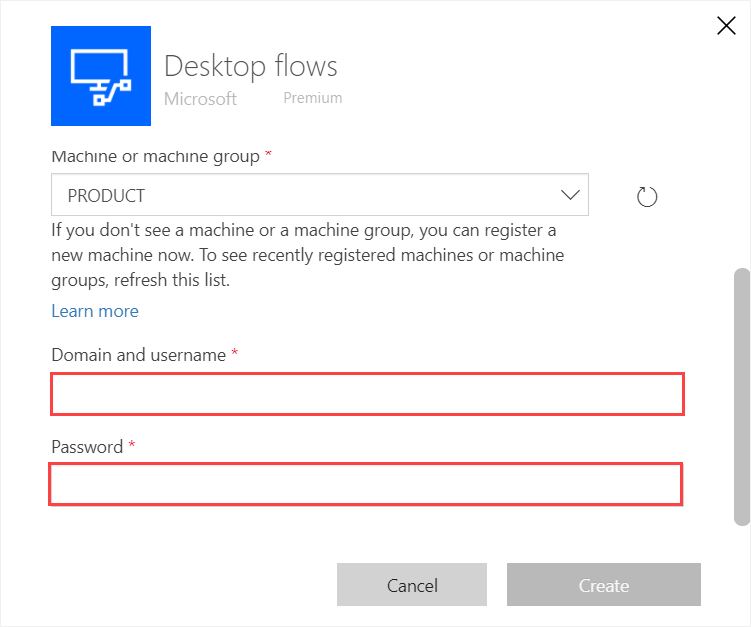 Desktop flows
Microsoft Premium
Machine or machine group *
PRODUCT
If you don't see a machine or a machine group, you can register a
new machine now. To see recently registered machines or machine
groups, refresh this list.
Learn more
Domain and username *
Password *
Cancel Create